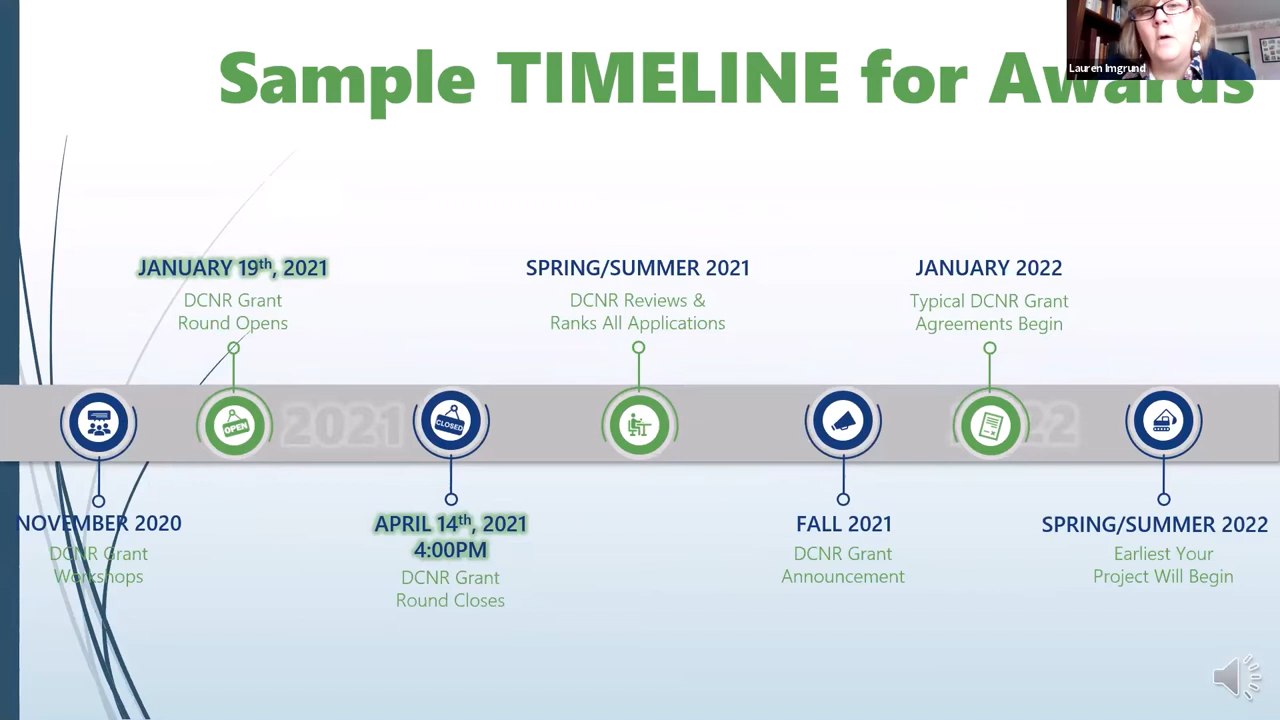 Sample TIMELINE for Awards
Lauren Imgrund
JANUARY 19th, 2021
DCNR Grant
Round Opens
SPRING/SUMMER 2021
DCNR Reviews &
Ranks All Applications
JANUARY 2022
Typical DCNR Grant
Agreements Begin
OPEN
2021
CLOSED
22
NOVEMBER 2020
DCNR Grant
Workshops
APRIL 14th, 2021
4:00PM
DCNR Grant
Round Closes
FALL 2021
DCNR Grant
Announcement
SPRING/SUMMER 2022
Earliest Your
Project Will Begin